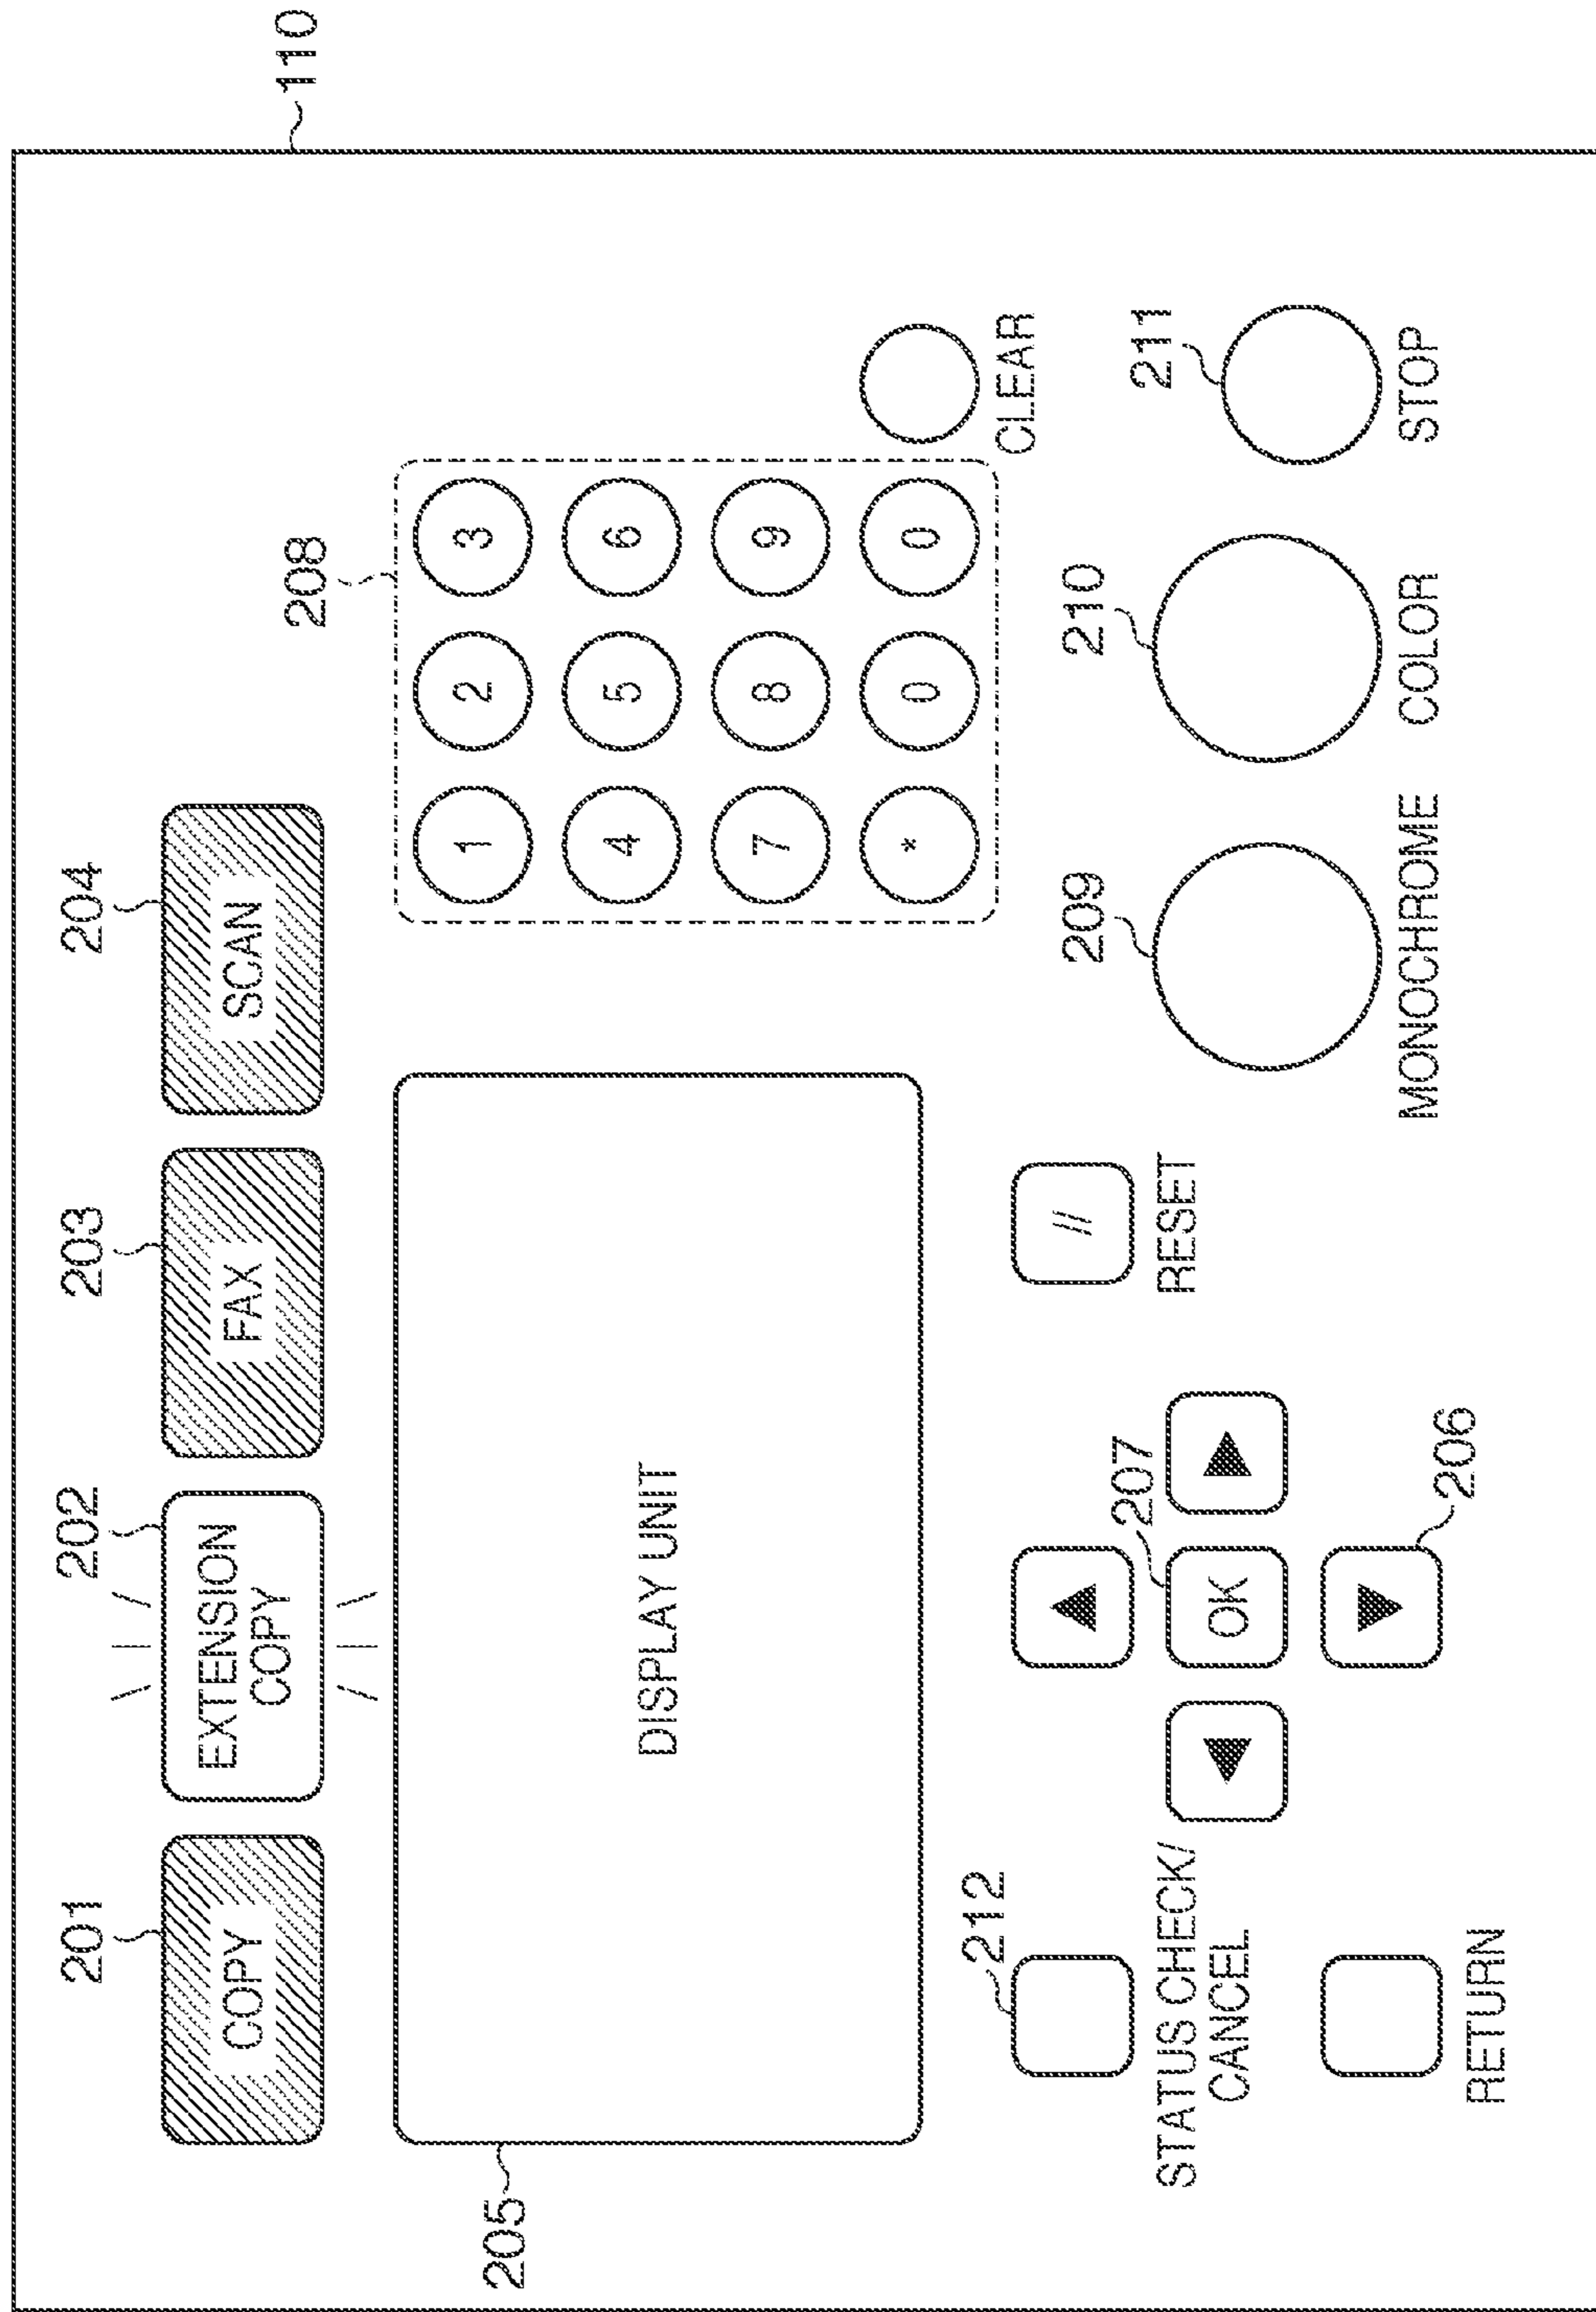 110
201
202
203
204
COPY
EXTENSION
COPY
FAX
SCAN
205
DISPLAY UNIT
208
1 2 3
4 5 6
7 8 9
* 0 0
CLEAR
212
STATUS CHECK/
CANCEL
RETURN
207
OK
206
//
RESET
209
MONOCHROME
210
COLOR
211
STOP